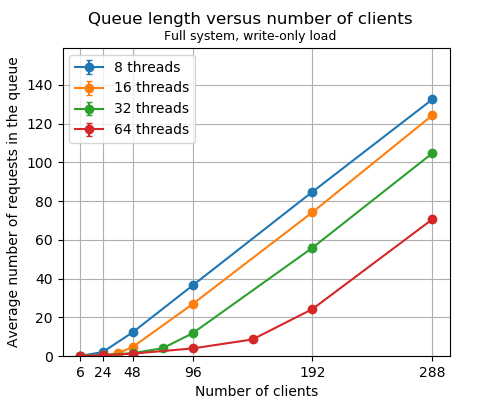 Queue length versus number of clients
Full system, write-only load
Average number of requests in the queue
140
120
100
80
60
40
20
0
8 threads
16 threads
32 threads
64 threads
6 24 48 96 192 288
Number of clients